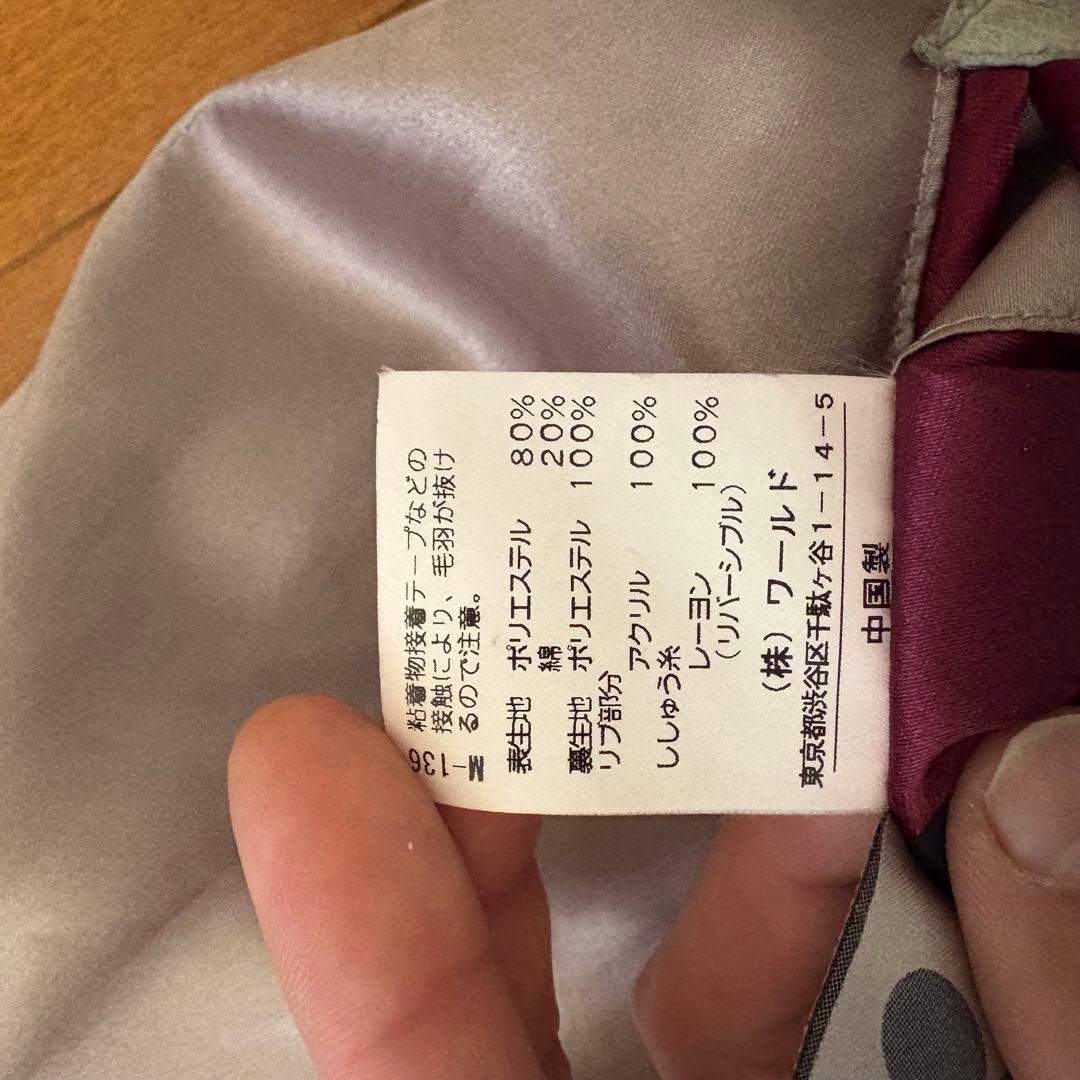 粘着物接着テープなどの
接触により、毛羽が抜け
るので注意。
表生地 ポリエステル 80%
綿 20%
裏生地 ポリエステル 100%
リブ部分
アクリル 100%
ししゅう糸
レーヨン 100%
(リバーシブル)
(株)ワールド
東京都渋谷区千駄ヶ谷1-14-5
中国製